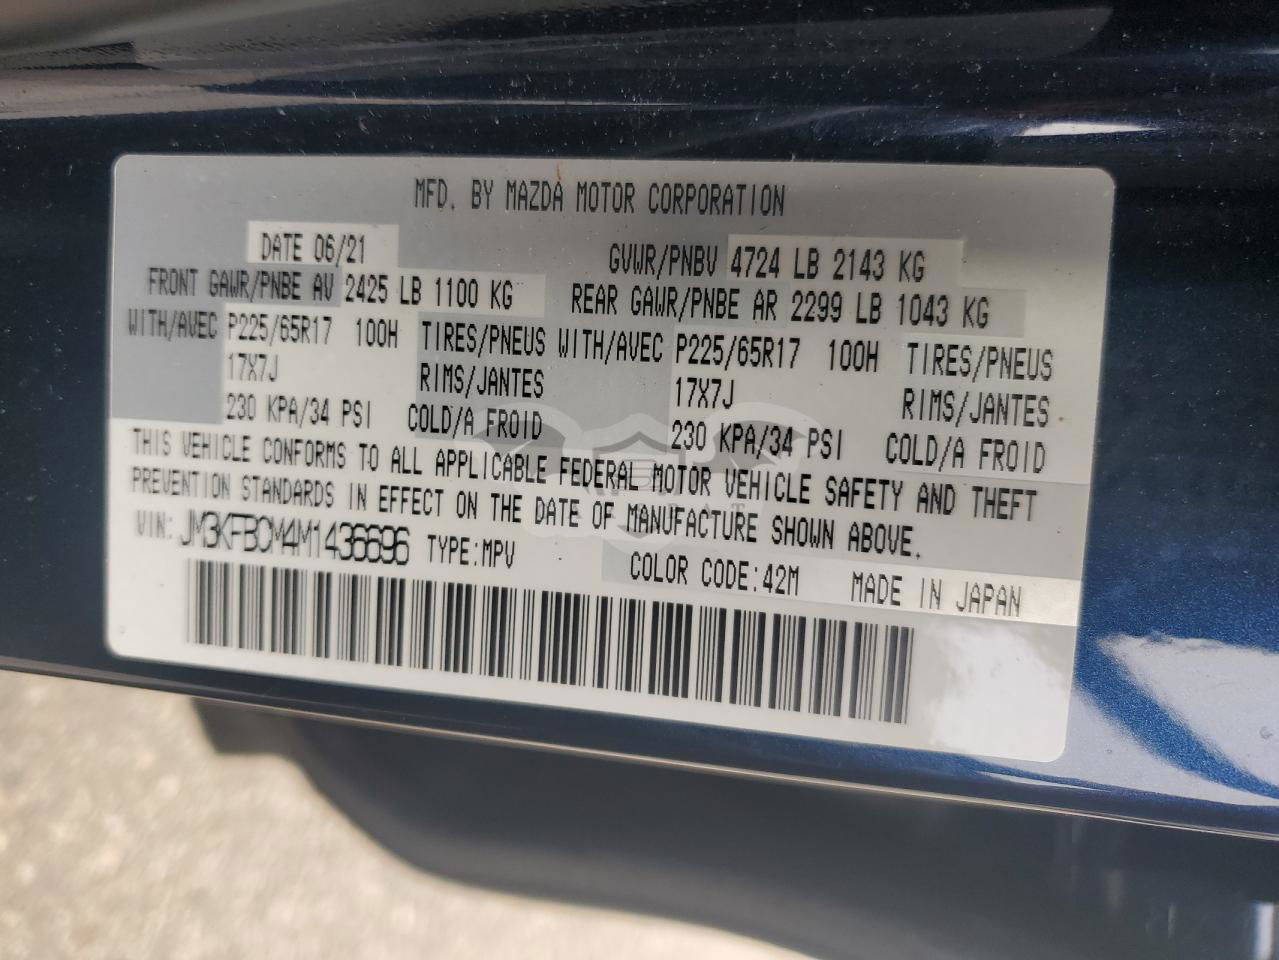 MFD. BY MAZDA MOTOR CORPORATION
DATE 06/21 GVWR/PNBV 4724 LB 2143 KG
FRONT GAWR/PNBE AV 2425 LB 1100 KG REAR GAWR/PNBE AR 2299 LB 1043 KG
WITH/AVEC P225/65R17 100H TIRES/PNEUS WITH/AVEC P225/65R17 100H TIRES/PNEUS
17X7J RIMS/JANTES 17X7J RIMS/JANTES
230 KPA/34 PSI COLD/A FROID 230 KPA/34 PSI COLD/A FROID
THIS VEHICLE CONFORMS TO ALL APPLICABLE FEDERAL MOTOR VEHICLE SAFETY AND THEFT
PREVENTION STANDARDS IN EFFECT ON THE DATE OF MANUFACTURE SHOWN ABOVE.
VIN: JM3KFBCM4M1436696 TYPE:MPV COLOR CODE:42M MADE IN JAPAN